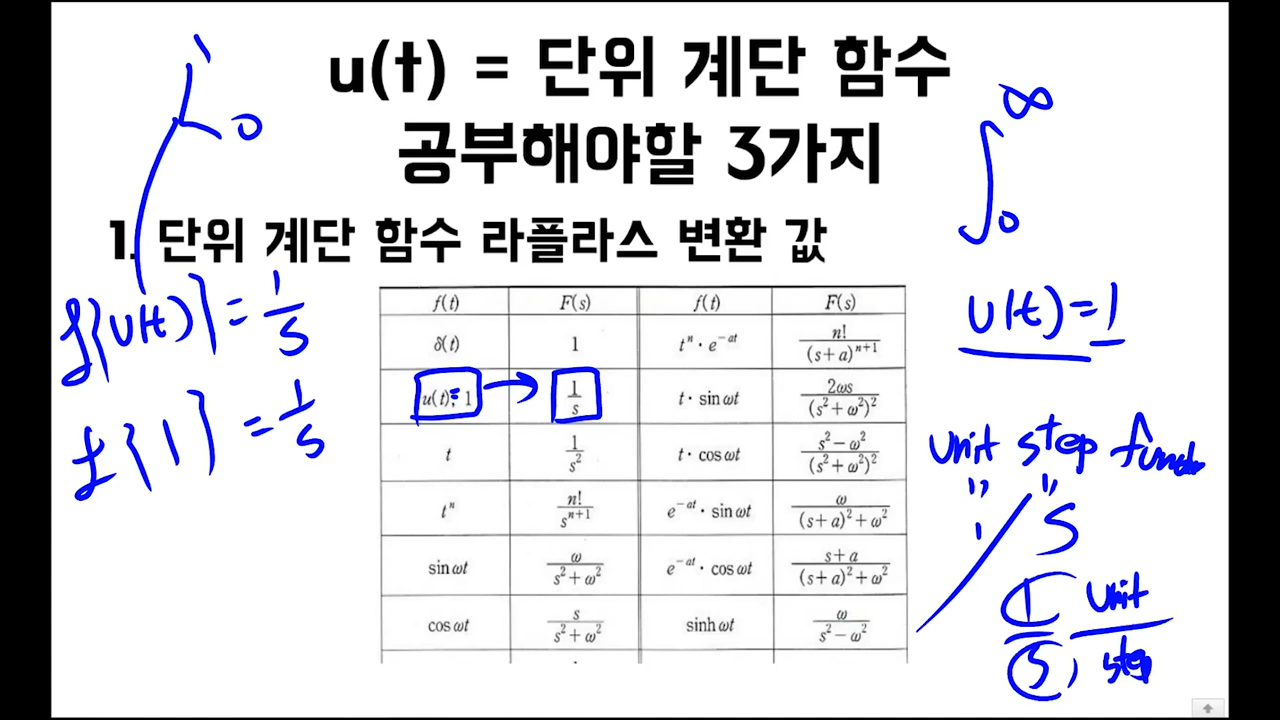 u(t) = 단위 계단 함수
공부해야할 3가지
1. 단위 계단 함수 라플라스 변환 값
1
0
£{u(t)} = 1/s
£{1} = 1/s
f(t) F(s) f(t) F(s)
δ(t) 1 tⁿ · e^{-at} n!/(s+a)^{n+1}
u(t) = 1 → 1/s t · sin ωt 2ωs/(s²+ω²)²
t 1/s² t · cos ωt (s²-ω²)/(s²+ω²)²
tⁿ n!/s^{n+1} e^{-at} · sin ωt ω/((s+a)²+ω²)
sin ωt ω/(s²+ω²) e^{-at} · cos ωt (s+a)/((s+a)²+ω²)
cos ωt s/(s²+ω²) sinh ωt ω/(s²-ω²)
∫₀^∞
u(t) = 1
unit step
1 / s
1/s, unit/step